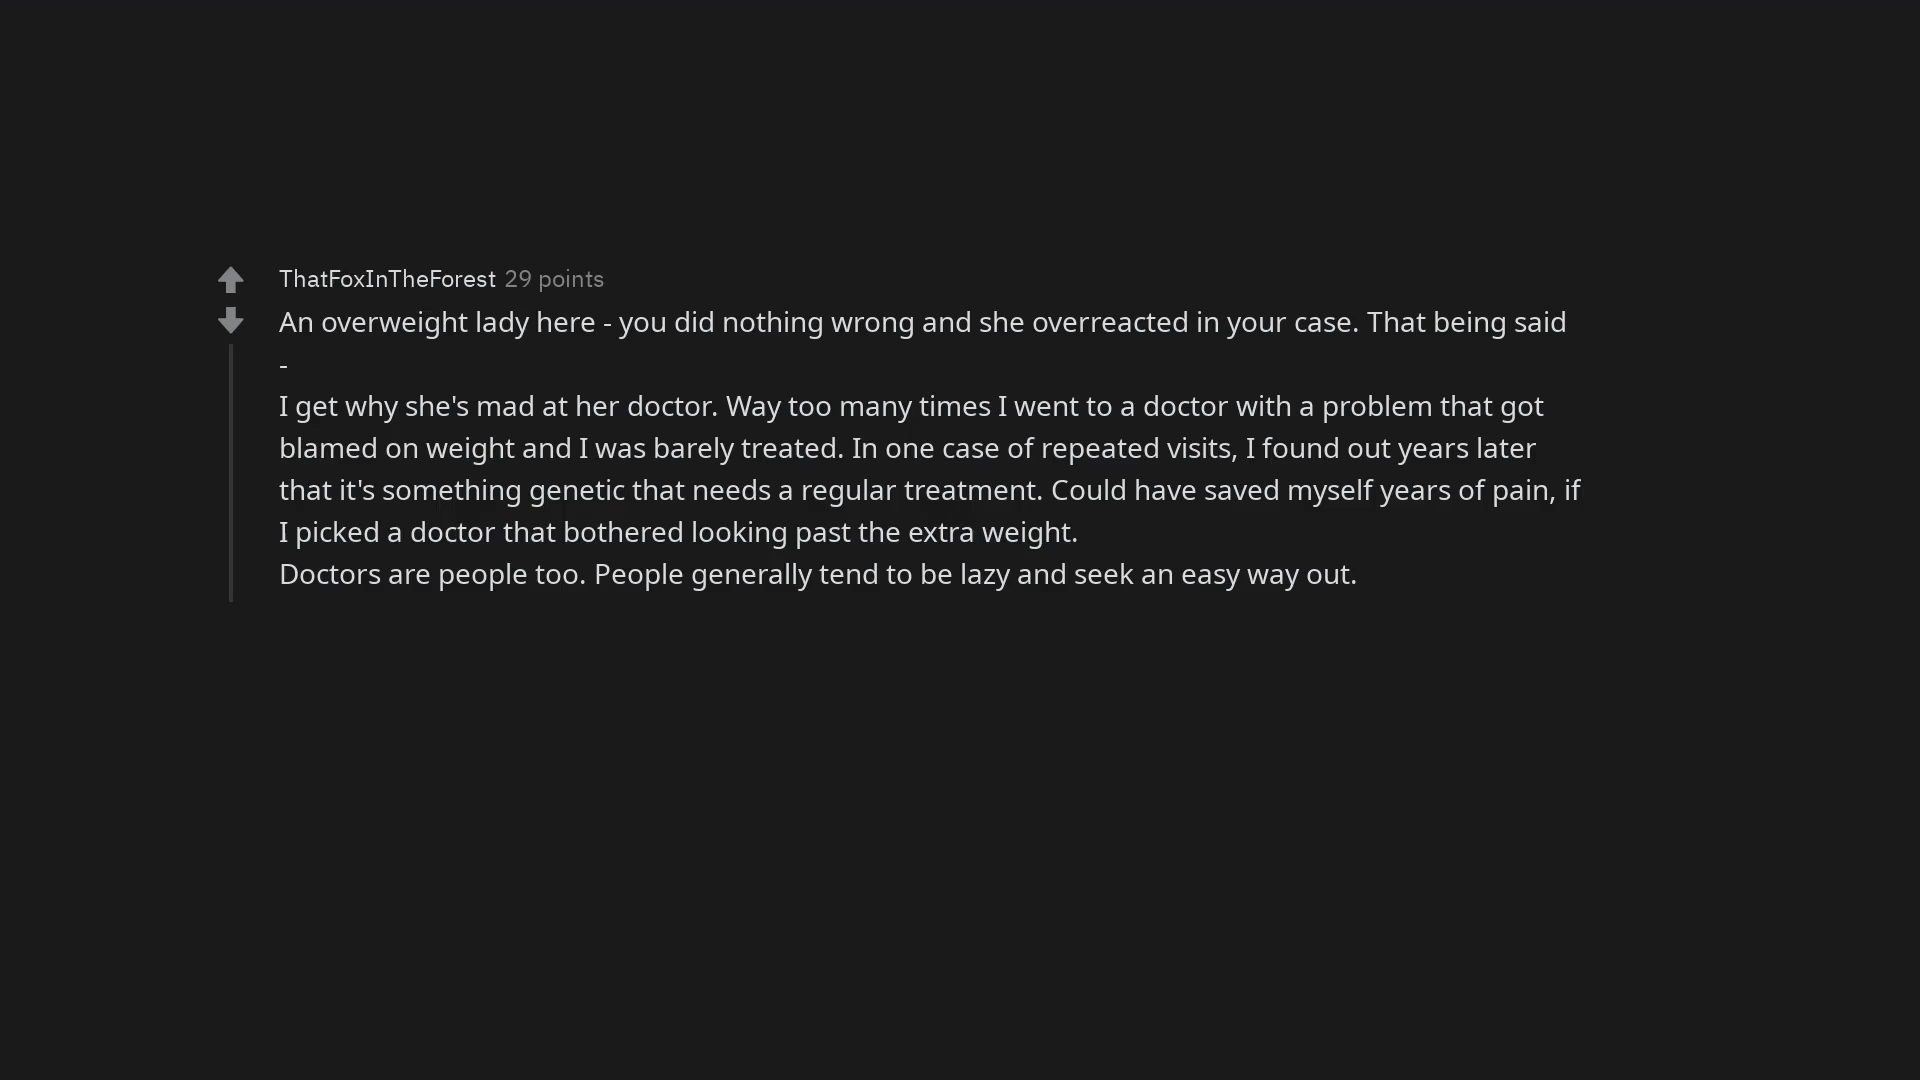 ThatFoxInTheForest 29 points
An overweight lady here - you did nothing wrong and she overreacted in your case. That being said
-
I get why she's mad at her doctor. Way too many times I went to a doctor with a problem that got
blamed on weight and I was barely treated. In one case of repeated visits, I found out years later
that it's something genetic that needs a regular treatment. Could have saved myself years of pain, if
I picked a doctor that bothered looking past the extra weight.
Doctors are people too. People generally tend to be lazy and seek an easy way out.